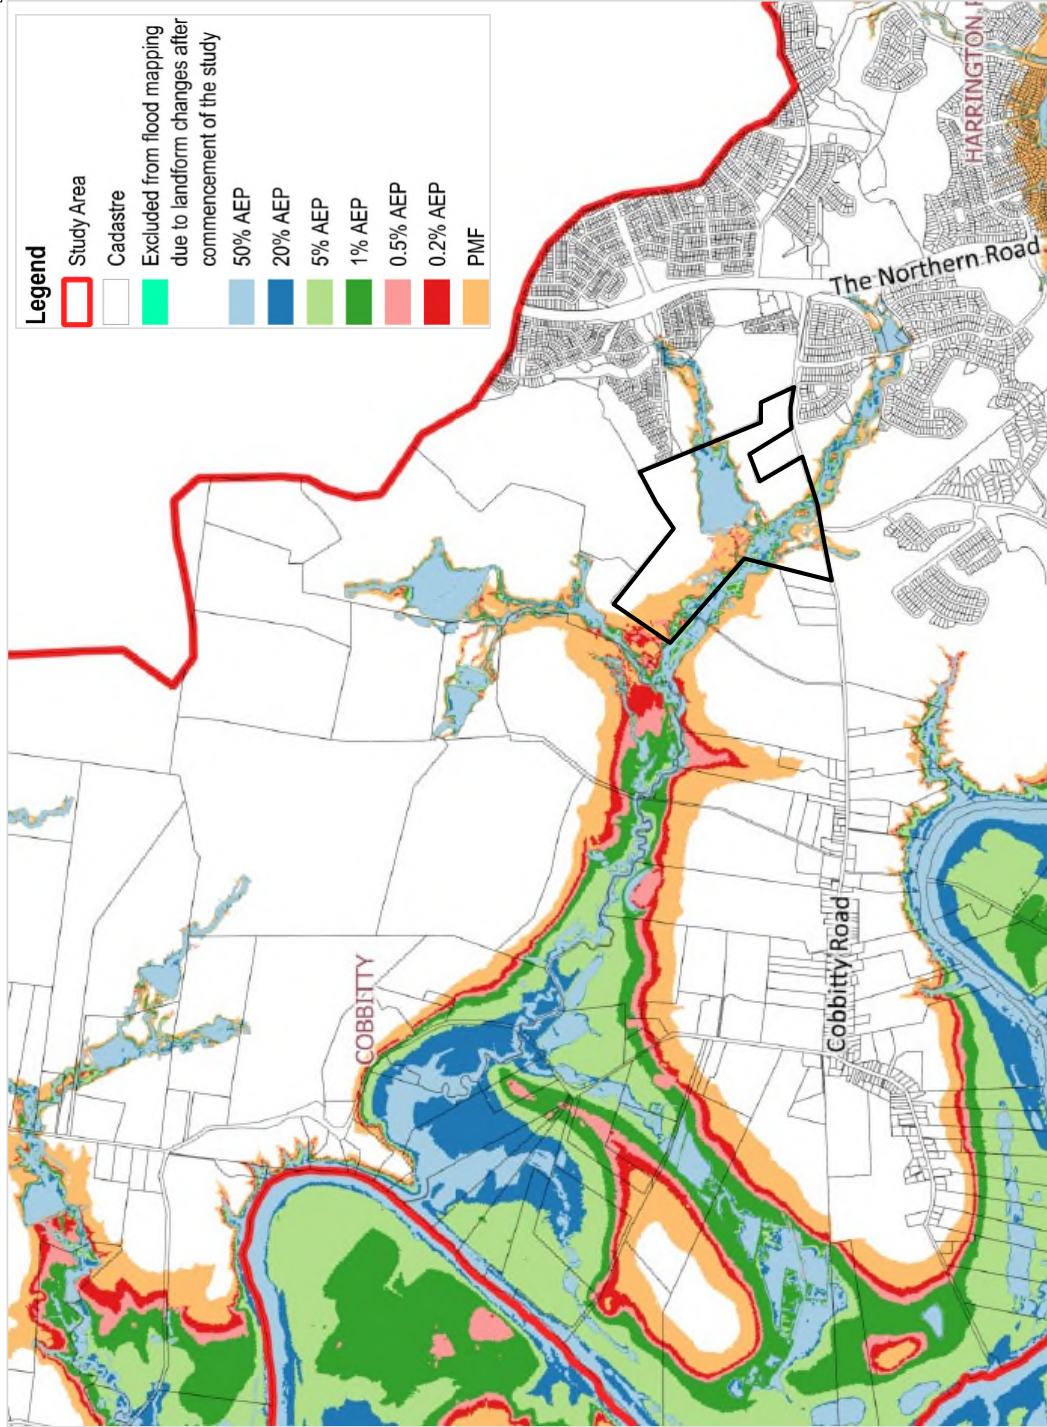 Legend
Study Area
Cadastre
Excluded from flood mapping
due to landform changes after
commencement of the study
50% AEP
20% AEP
5% AEP
1% AEP
0.5% AEP
0.2% AEP
PMF
HARRINGTON
The Northern Road
COBBITTY
Cobbitty Road